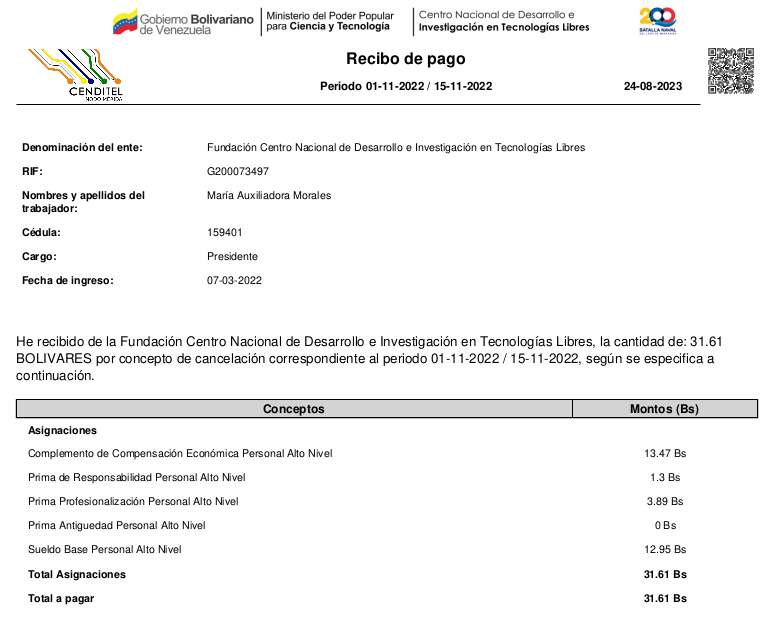 Gobierno Bolivariano
de Venezuela
Ministerio del Poder Popular
para Ciencia y Tecnología
Centro Nacional de Desarrollo e
Investigación en Tecnologías Libres
200
BATALLA NAVAL
CENDITEL
NODO MÉRIDA
Recibo de pago
Periodo 01-11-2022 / 15-11-2022
24-08-2023
Denominación del ente: Fundación Centro Nacional de Desarrollo e Investigación en Tecnologías Libres
RIF: G200073497
Nombres y apellidos del María Auxiliadora Morales
trabajador:
Cédula: 159401
Cargo: Presidente
Fecha de ingreso: 07-03-2022
He recibido de la Fundación Centro Nacional de Desarrollo e Investigación en Tecnologías Libres, la cantidad de: 31.61
BOLIVARES por concepto de cancelación correspondiente al periodo 01-11-2022 / 15-11-2022, según se especifica a
continuación.
Conceptos Montos (Bs)
Asignaciones
Complemento de Compensación Económica Personal Alto Nivel 13.47 Bs
Prima de Responsabilidad Personal Alto Nivel 1.3 Bs
Prima Profesionalización Personal Alto Nivel 3.89 Bs
Prima Antiguedad Personal Alto Nivel 0 Bs
Sueldo Base Personal Alto Nivel 12.95 Bs
Total Asignaciones 31.61 Bs
Total a pagar 31.61 Bs